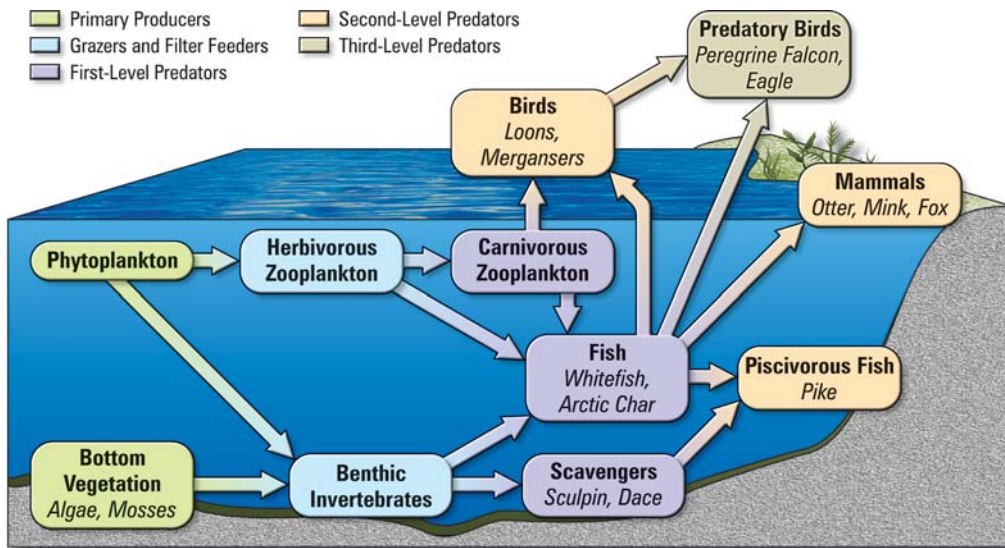 Primary Producers
Grazers and Filter Feeders
First-Level Predators
Second-Level Predators
Third-Level Predators
Predatory Birds
Peregrine Falcon,
Eagle
Birds
Loons,
Mergansers
Mammals
Otter, Mink, Fox
Phytoplankton
Herbivorous
Zooplankton
Carnivorous
Zooplankton
Fish
Whitefish,
Arctic Char
Piscivorous Fish
Pike
Bottom
Vegetation
Algae, Mosses
Benthic
Invertebrates
Scavengers
Sculpin, Dace